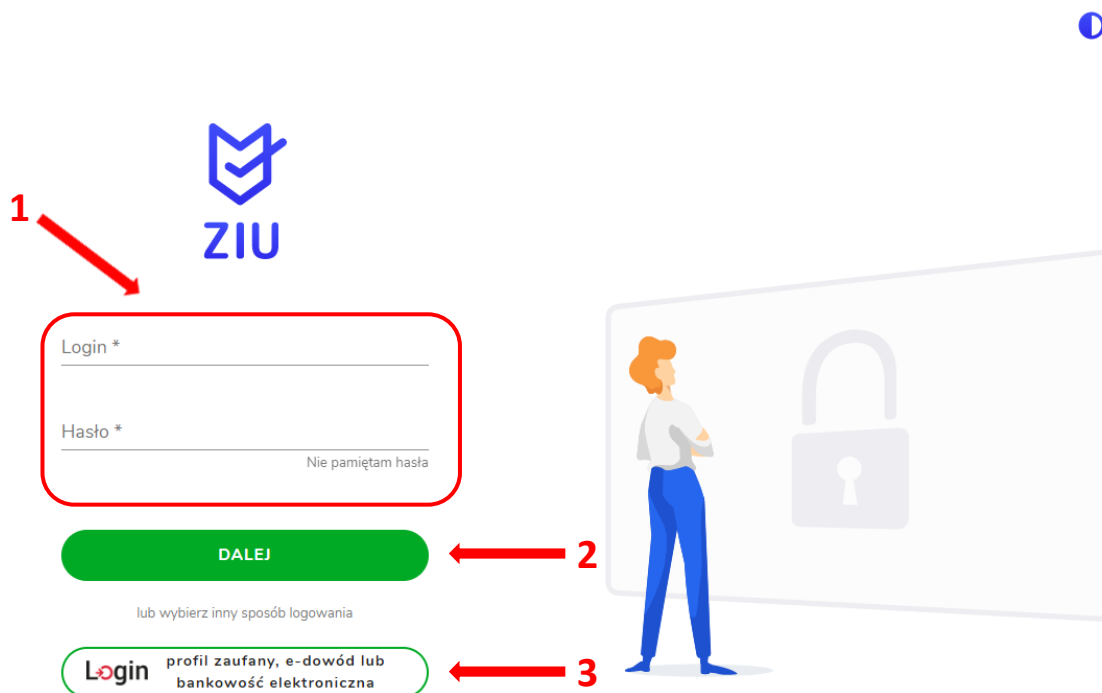 ZIU
1
Login *
Hasło *
Nie pamiętam hasła
DALEJ
2
lub wybierz inny sposób logowania
Login profil zaufany, e-dowód lub
bankowość elektroniczna
3